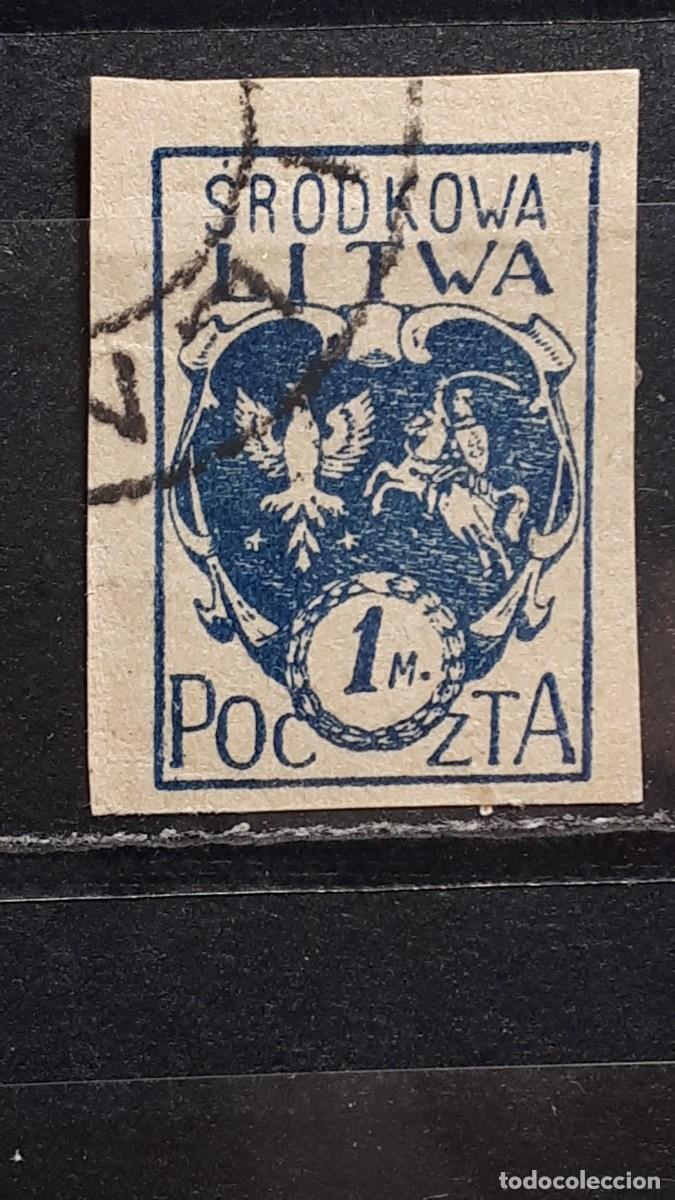 ŚRODKOWA
LITWA
1 M.
POCZTA
todocoleccion